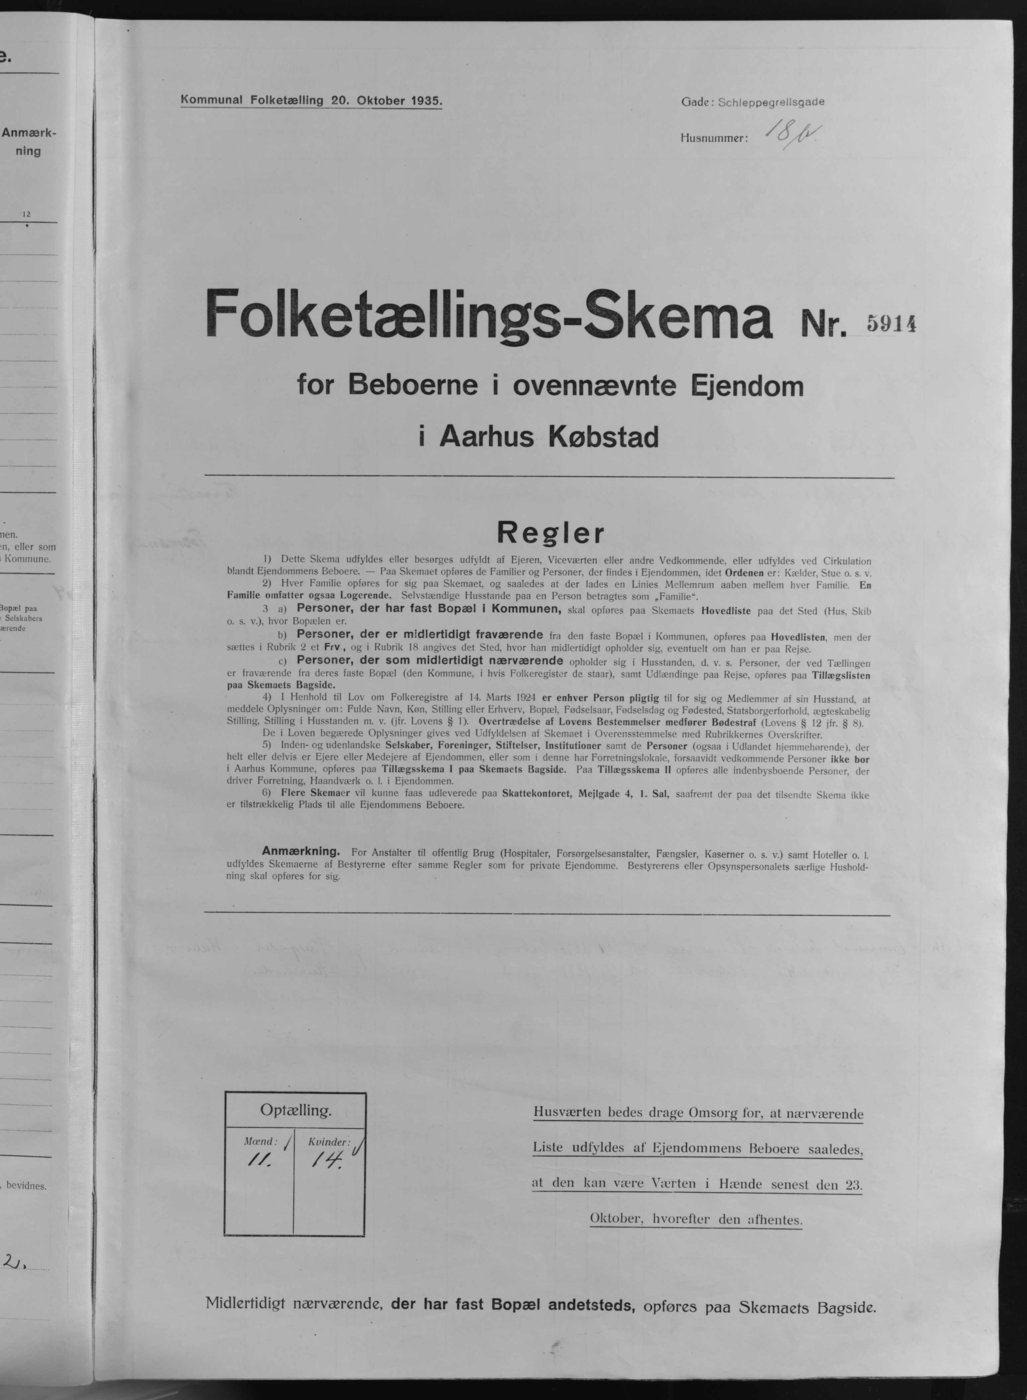 e.
Anmærk-
ning
12
nen.
en, eller som
Kommune.
Bopæl paa
Selskabers
ærende
, bevidnes.
2.
Kommunal Folketælling 20. Oktober 1935.
Gade: Schleppegrellsgade
Husnummer: 18
Folketællings-Skema Nr. 5914
for Beboerne i ovennævnte Ejendom
i Aarhus Købstad
Regler
1) Dette Skema udfyldes eller besørges udfyldt af Ejeren, Viceværten eller andre Vedkommende, eller udfyldes ved Cirkulation
blandt Ejendommens Beboere. — Paa Skemaet opføres de Familier og Personer, der findes i Ejendommen, idet Ordenen er: Kælder, Stue o. s. v.
2) Hver Familie opføres for sig paa Skemaet, og saaledes at der lades en Linies Mellemrum aaben mellem hver Familie. En
Familie omfatter ogsaa Logerende. Selvstændige Husstande paa en Person betragtes som „Familie".
3 a) Personer, der har fast Bopæl i Kommunen, skal opføres paa Skemaets Hovedliste paa det Sted (Hus, Skib
o. s. v.), hvor Bopælen er.
b) Personer, der er midlertidigt fraværende fra den faste Bopæl i Kommunen, opføres paa Hovedlisten, men der
sættes i Rubrik 2 et Frv, og i Rubrik 18 angives det Sted, hvor han midlertidigt opholder sig, eventuelt om han er paa Rejse.
c) Personer, der som midlertidigt nærværende opholder sig i Husstanden, d. v. s. Personer, der ved Tællingen
er fraværende fra deres faste Bopæl (den Kommune, i hvis Folkeregister de staar), samt Udlændinge paa Rejse, opføres paa Tillægslisten
paa Skemaets Bagside.
4) I Henhold til Lov om Folkeregistre af 14. Marts 1924 er enhver Person pligtig til for sig og Medlemmer af sin Husstand, at
meddele Oplysninger om: Fulde Navn, Køn, Stilling eller Erhverv, Bopæl, Fødselsaar, Fødselsdag og Fødested, Statsborgerforhold, ægteskabelig
Stilling, Stilling i Husstanden m. v. (jfr. Lovens § 1). Overtrædelse af Lovens Bestemmelser medfører Bødestraf (Lovens § 12 jfr. § 8).
De i Loven begærede Oplysninger gives ved Udfyldelsen af Skemaet i Overensstemmelse med Rubrikkernes Overskrifter.
5) Inden- og udenlandske Selskaber, Foreninger, Stiftelser, Institutioner samt de Personer (ogsaa i Udlandet hjemmehørende), der
helt eller delvis er Ejere eller Medejere af Ejendommen, eller som i denne har Forretningslokale, forsaavidt vedkommende Personer ikke bor
i Aarhus Kommune, opføres paa Tillægsskema I paa Skemaets Bagside. Paa Tillægsskema II opføres alle indenbysboende Personer, der
driver Forretning, Haandværk o. l. i Ejendommen.
6) Flere Skemaer vil kunne faas udleverede paa Skattekontoret, Mejlgade 4, 1. Sal, saafremt der paa det tilsendte Skema ikke
er tilstrækkelig Plads til alle Ejendommens Beboere.
Anmærkning. For Anstalter til offentlig Brug (Hospitaler, Forsørgelsesanstalter, Fængsler, Kaserner o. s. v.) samt Hoteller o. l.
udfyldes Skemaerne af Bestyrerne efter samme Regler som for private Ejendomme. Bestyrerens eller Opsynspersonalets særlige Hushold-
ning skal opføres for sig.
Optælling.
Mænd: Kvinder:
11. 14.
Husværten bedes drage Omsorg for, at nærværende
Liste udfyldes af Ejendommens Beboere saaledes,
at den kan være Værten i Hænde senest den 23.
Oktober, hvorefter den afhentes.
Midlertidigt nærværende, der har fast Bopæl andetsteds, opføres paa Skemaets Bagside.